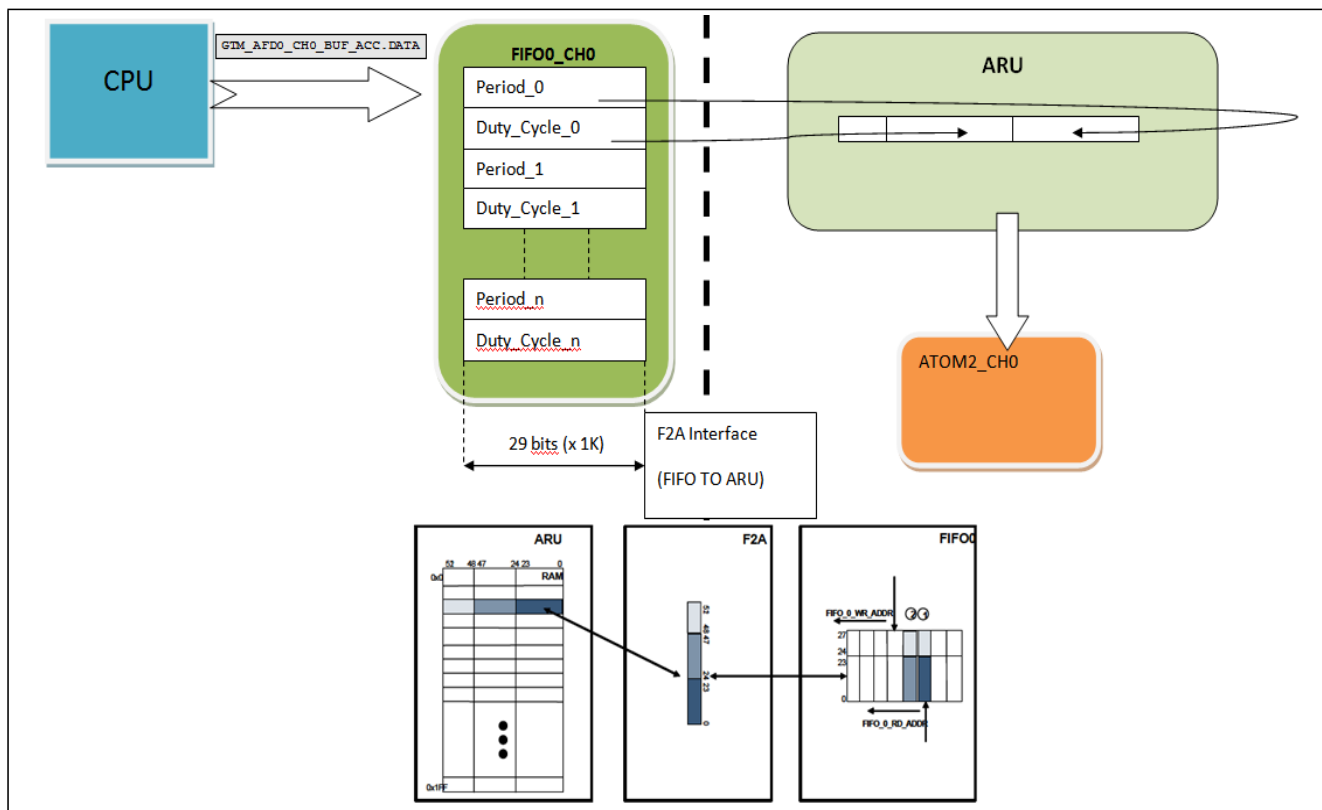 GTM_AFD0_CH0_BUF_ACC.DATA
CPU
FIFO0_CH0
Period_0
Duty_Cycle_0
Period_1
Duty_Cycle_1
Period_n
Duty_Cycle_n
ARU
ATOM2_CH0
29 bits (x 1K)
F2A Interface
(FIFO TO ARU)
ARU
52 48 47 24 23 0
0x0
RAM
0x1FF
F2A
52
48 47
24 23
0
FIFO0
FIFO_0_WR_ADDR
2 1
27
24
23
0
FIFO_0_RD_ADDR